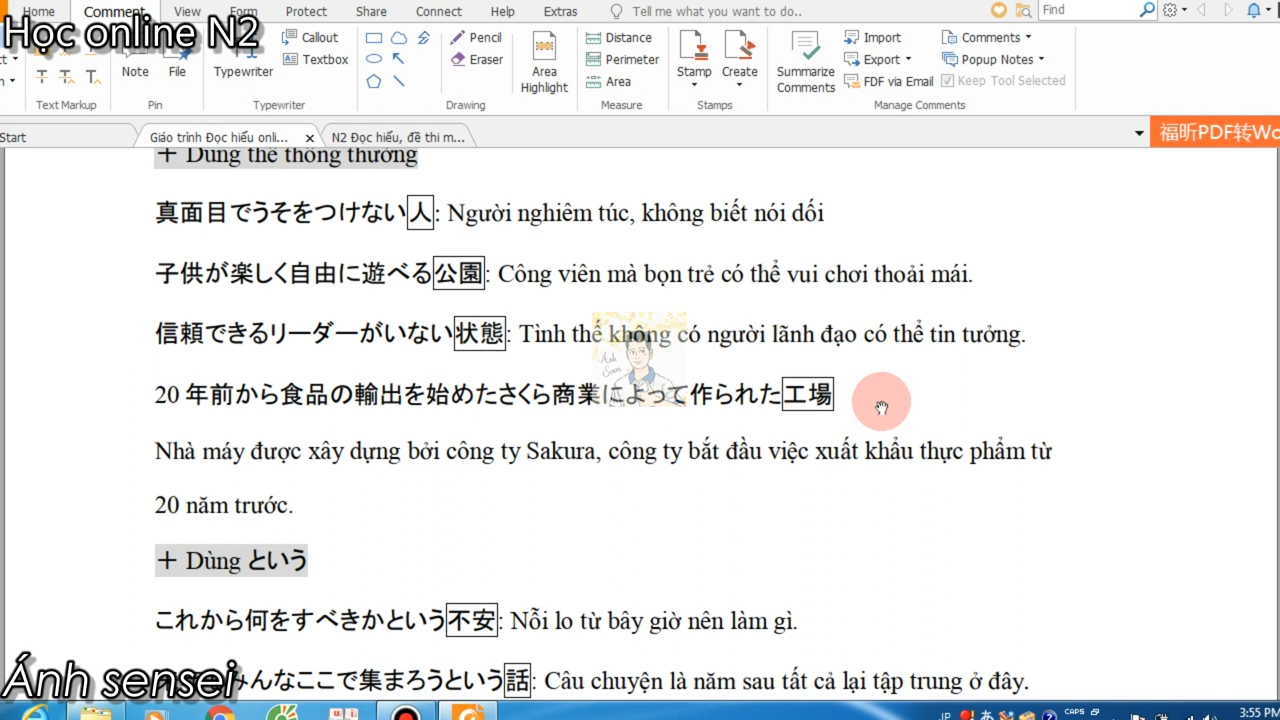 Home Comment View Form Protect Share Connect Help Extras Tell me what you want to do.. Find
Học online N2
Note File Typewriter Callout Textbox Pencil Eraser Area Highlight Distance Perimeter Area Stamp Create Summarize Comments Import Export FDF via Email Comments Popup Notes Keep Tool Selected
Text Markup Pin Typewriter Drawing Measure Stamps Manage Comments
Start Giáo trình Đọc hiểu onli... N2 Đọc hiểu, đề thi m... 福昕PDF转Wo
＋ Dùng thể thông thường
真面目でうそをつけない人: Người nghiêm túc, không biết nói dối
子供が楽しく自由に遊べる公園: Công viên mà bọn trẻ có thể vui chơi thoải mái.
信頼できるリーダーがいない状態: Tình thế không có người lãnh đạo có thể tin tưởng.
20 年前から食品の輸出を始めたさくら商業によって作られた工場
Nhà máy được xây dựng bởi công ty Sakura, công ty bắt đầu việc xuất khẩu thực phẩm từ
20 năm trước.
＋ Dùng という
これから何をすべきかという不安: Nỗi lo từ bây giờ nên làm gì.
みんなここで集まろうという話: Câu chuyện là năm sau tất cả lại tập trung ở đây.
Ánh sensei
JP あ CAPS 3:55 PM